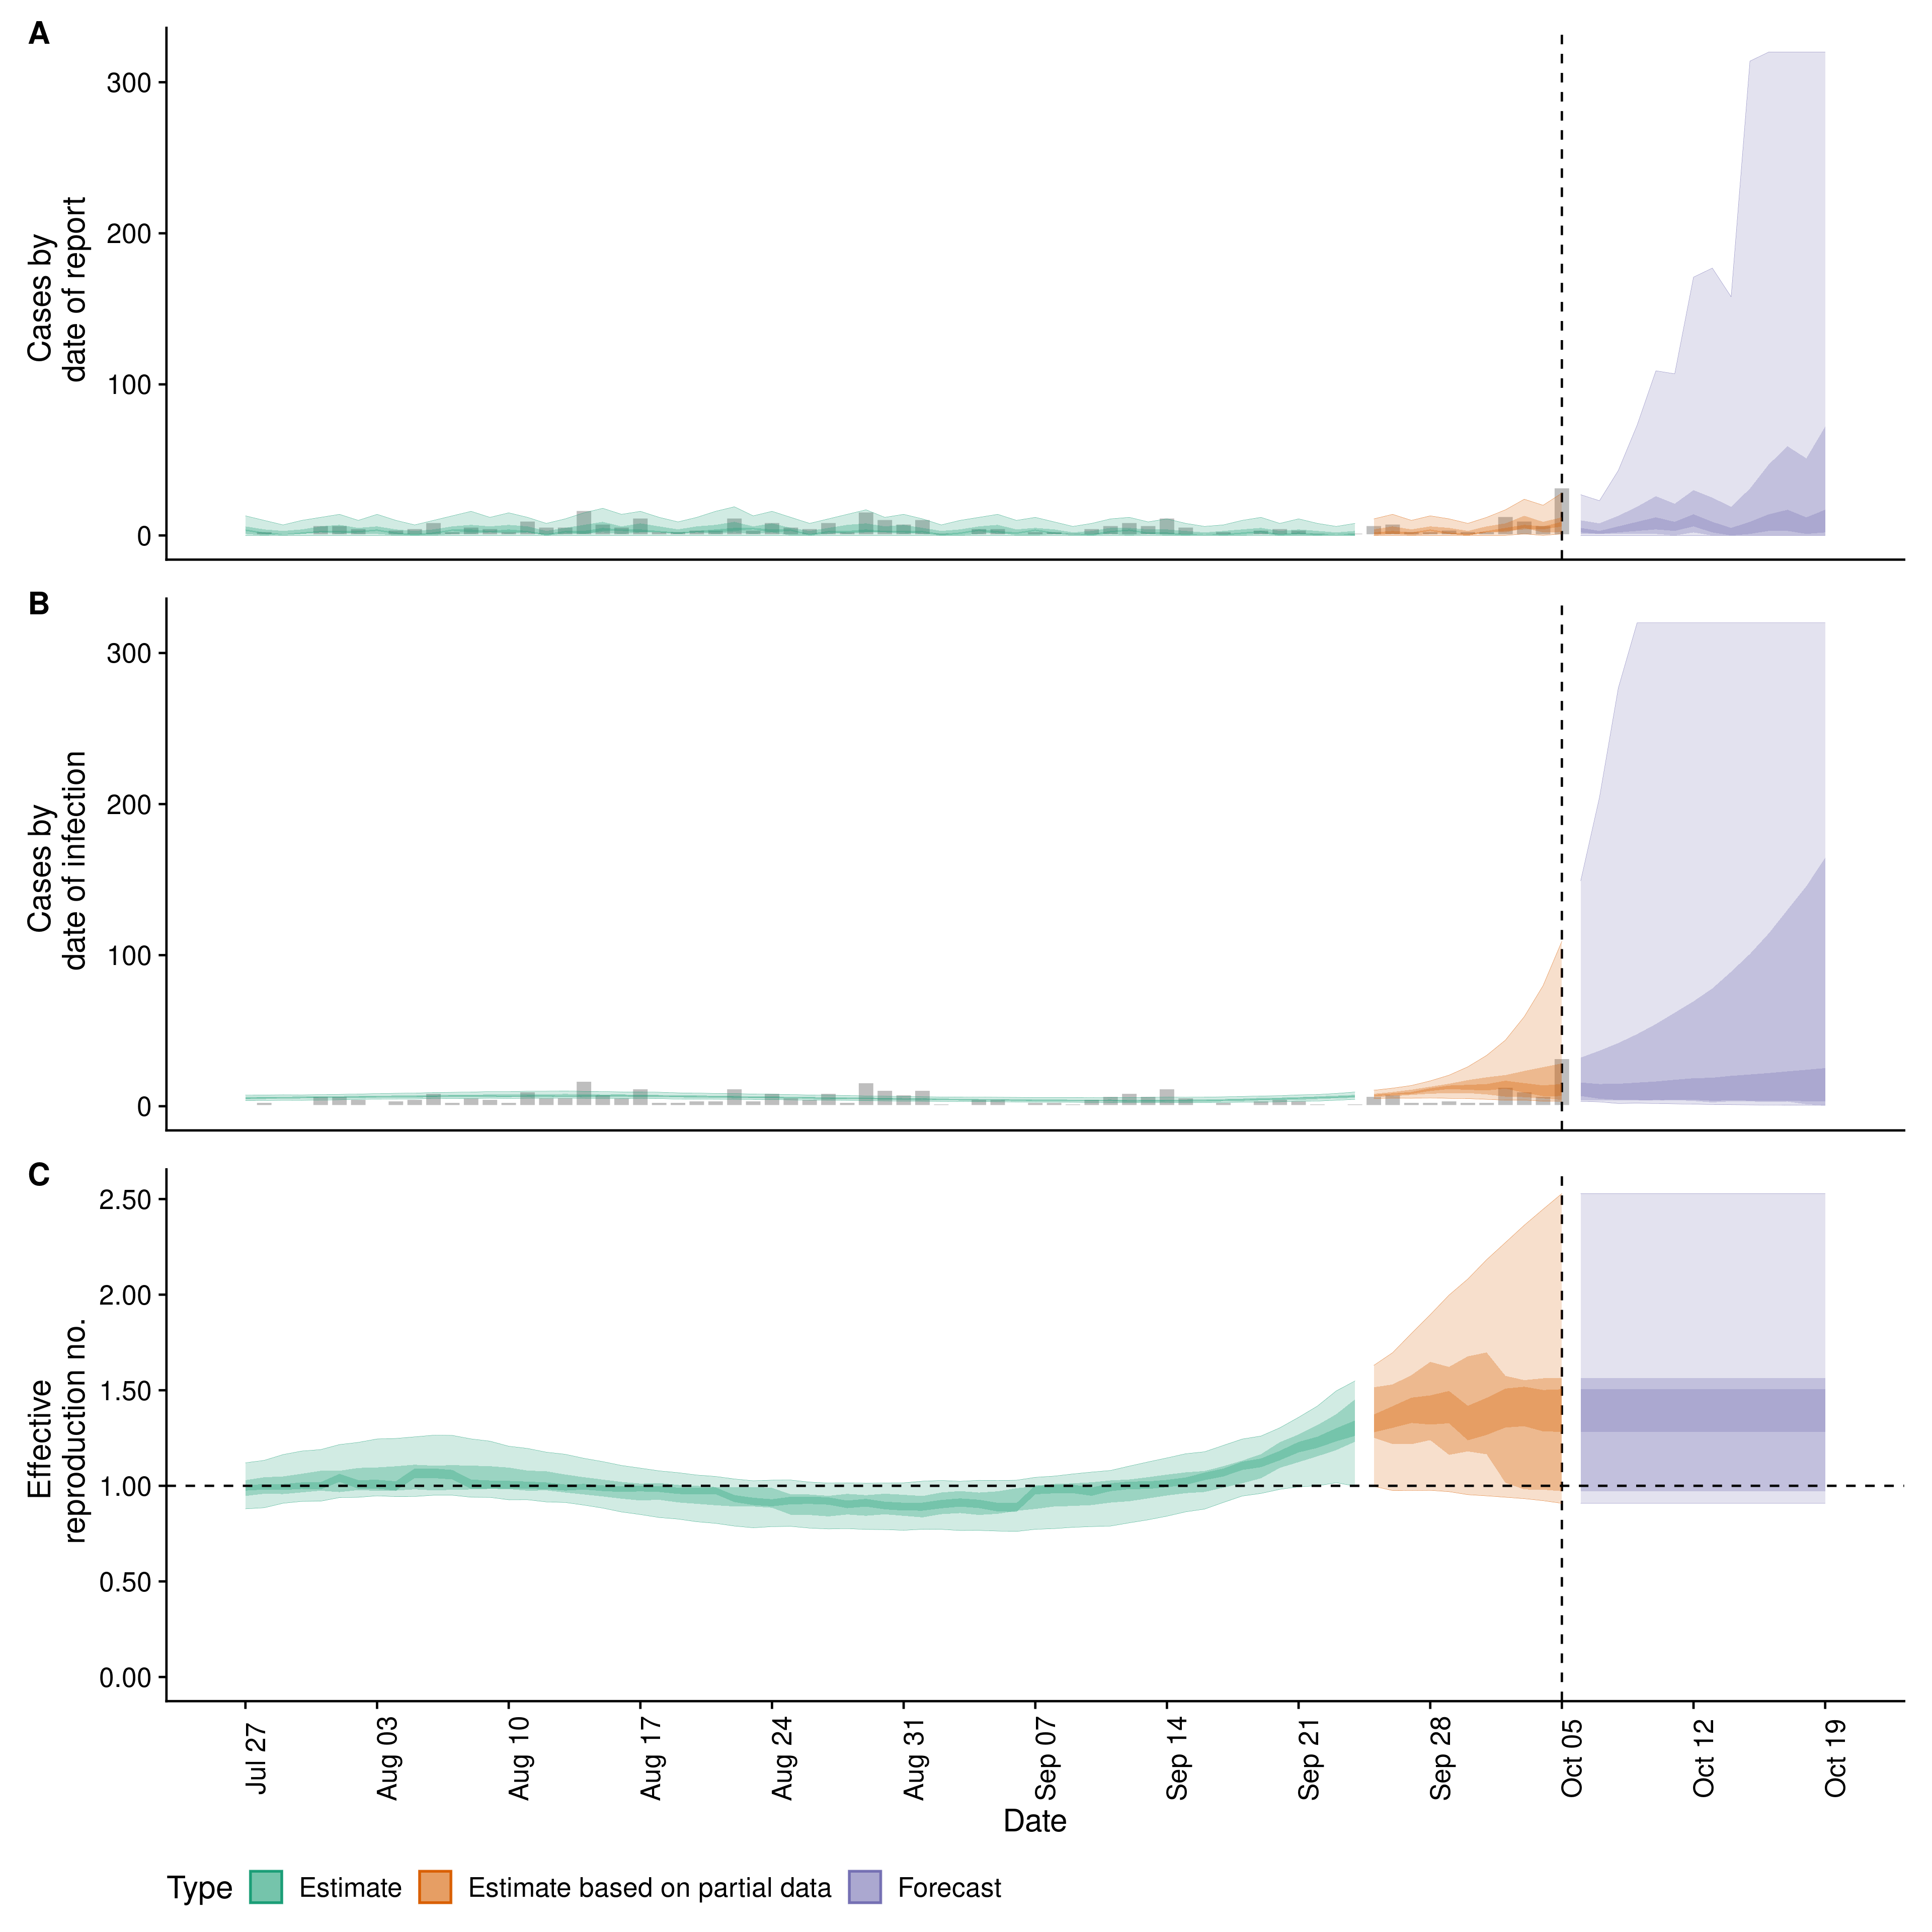 A
Cases by
date of report
300
200
100
0
B
Cases by
date of infection
300
200
100
0
C
Effective
reproduction no.
2.50
2.00
1.50
1.00
0.50
0.00
Jul 27
Aug 03
Aug 10
Aug 17
Aug 24
Aug 31
Sep 07
Sep 14
Sep 21
Sep 28
Oct 05
Oct 12
Oct 19
Date
Type Estimate Estimate based on partial data Forecast